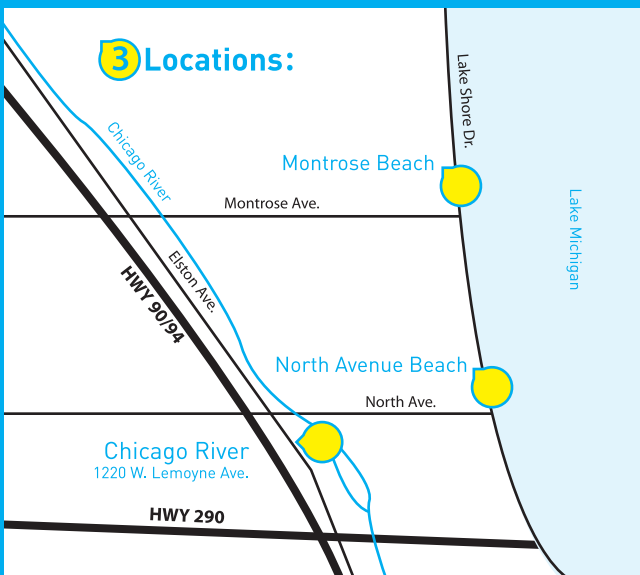 3 Locations:
Lake Shore Dr.
Chicago River
Montrose Beach
Montrose Ave.
Lake Michigan
Elston Ave.
HWY 90/94
North Avenue Beach
North Ave.
Chicago River
1220 W. Lemoyne Ave.
HWY 290